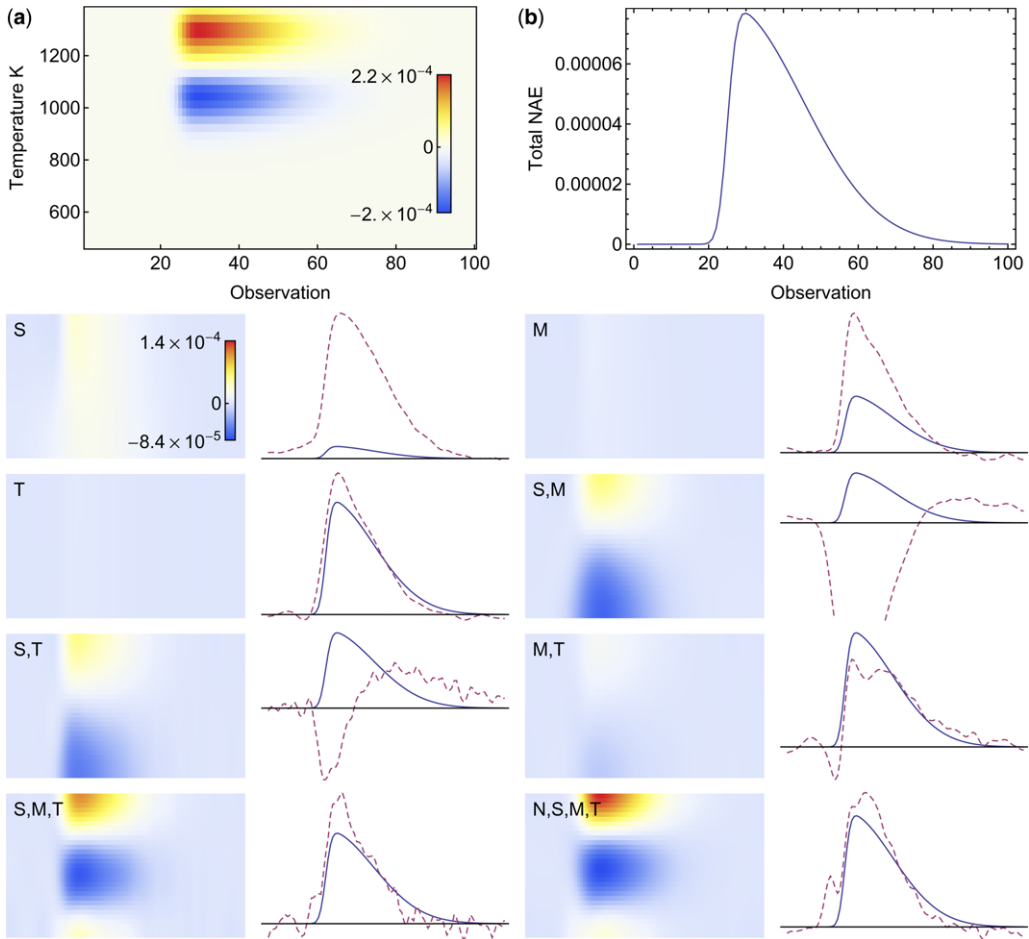 (a)
Temperature K
1200
1000
800
600
2.2 × 10⁻⁴
0
−2. × 10⁻⁴
20 40 60 80 100
Observation
(b)
Total NAE
0.00006
0.00004
0.00002
0
0 20 40 60 80 100
Observation
S
1.4 × 10⁻⁴
0
−8.4 × 10⁻⁵
M
T
S,M
S,T
M,T
S,M,T
N,S,M,T